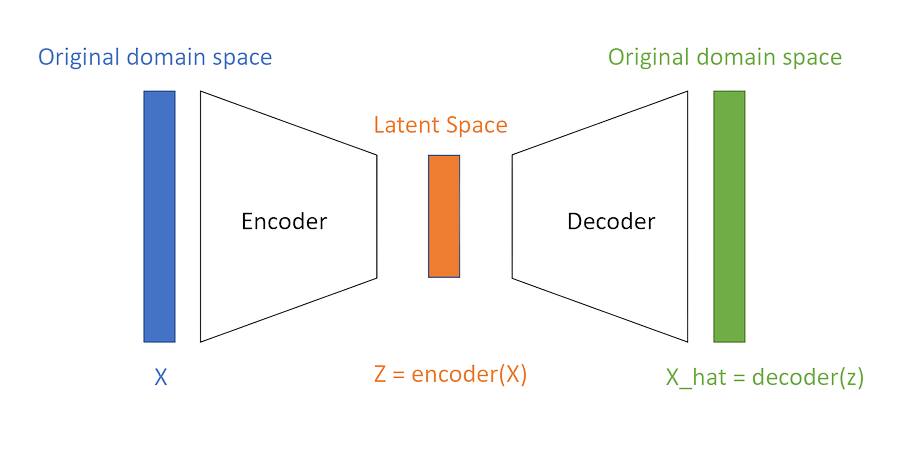 Original domain space
Original domain space
Latent Space
Encoder
Decoder
X
Z = encoder(X)
X_hat = decoder(z)